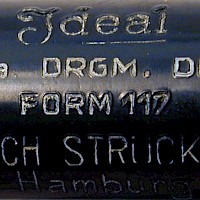 Ideal
a. DRGM. D
FORM 117
CH STRÜCK
Hamburg